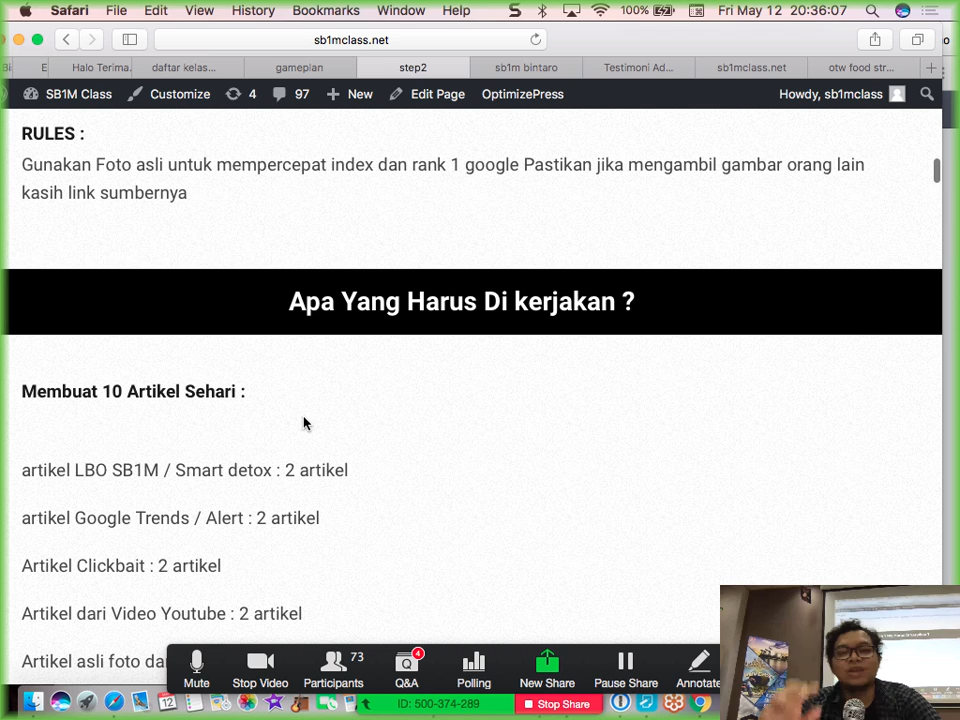 Safari File Edit View History Bookmarks Window Help 100% Fri May 12 20:36:07
sb1mclass.net
Halo Terima. daftar kelas... gameplan step2 sb1m bintaro Testimoni Ad... sb1mclass.net otw food str...
SB1M Class Customize 4 97 New Edit Page OptimizePress Howdy, sb1mclass
RULES :
Gunakan Foto asli untuk mempercepat index dan rank 1 google Pastikan jika mengambil gambar orang lain
kasih link sumbernya
Apa Yang Harus Di kerjakan ?
Membuat 10 Artikel Sehari :
artikel LBO SB1M / Smart detox : 2 artikel
artikel Google Trends / Alert : 2 artikel
Artikel Clickbait : 2 artikel
Artikel dari Video Youtube : 2 artikel
Artikel asli foto dar
73 4
Mute Stop Video Participants Q&A Polling New Share Pause Share Annotate
12 ID: 500-374-289 Stop Share